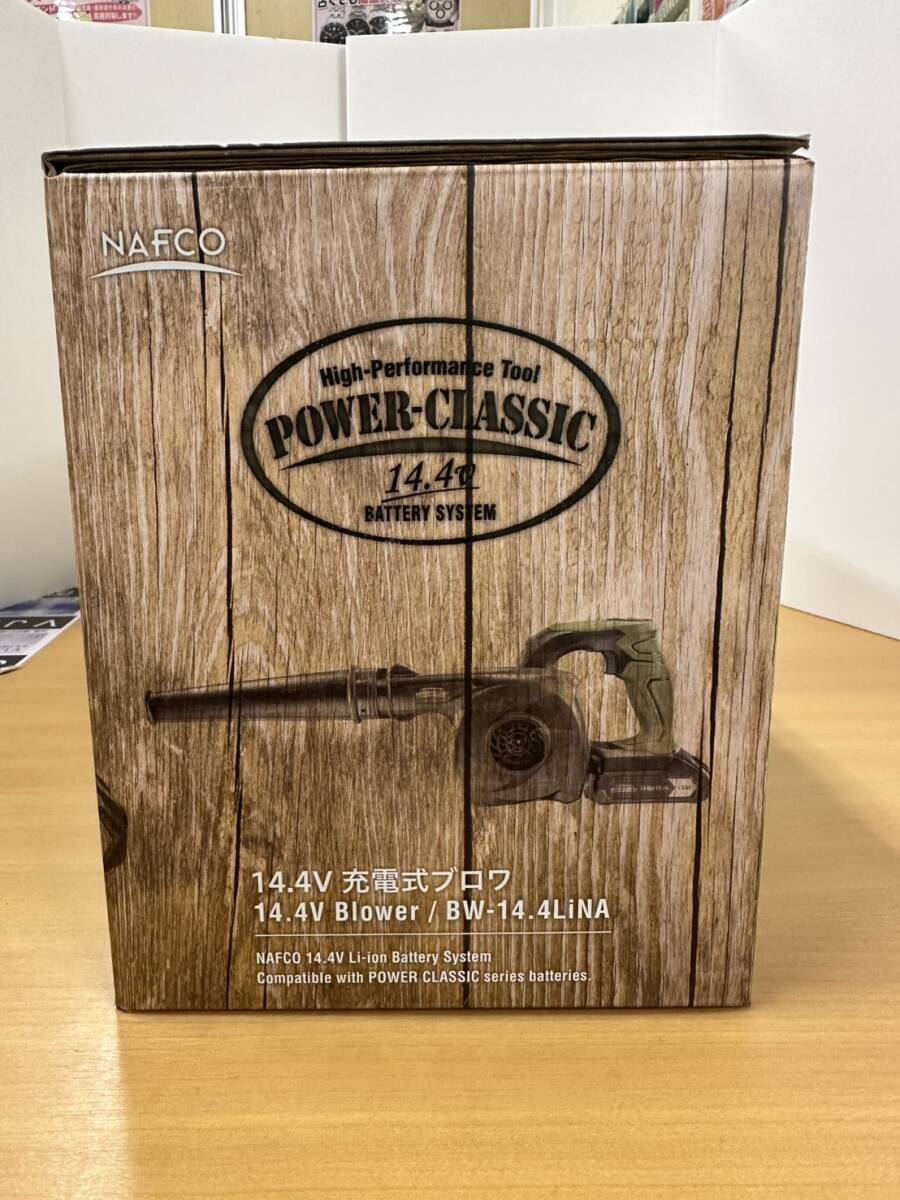 NAFCO
High-Performance Tool
POWER-CLASSIC
14.4v
BATTERY SYSTEM
14.4V 充電式ブロワ
14.4V Blower / BW-14.4LiNA
NAFCO 14.4V Li-ion Battery System
Compatible with POWER CLASSIC series batteries.